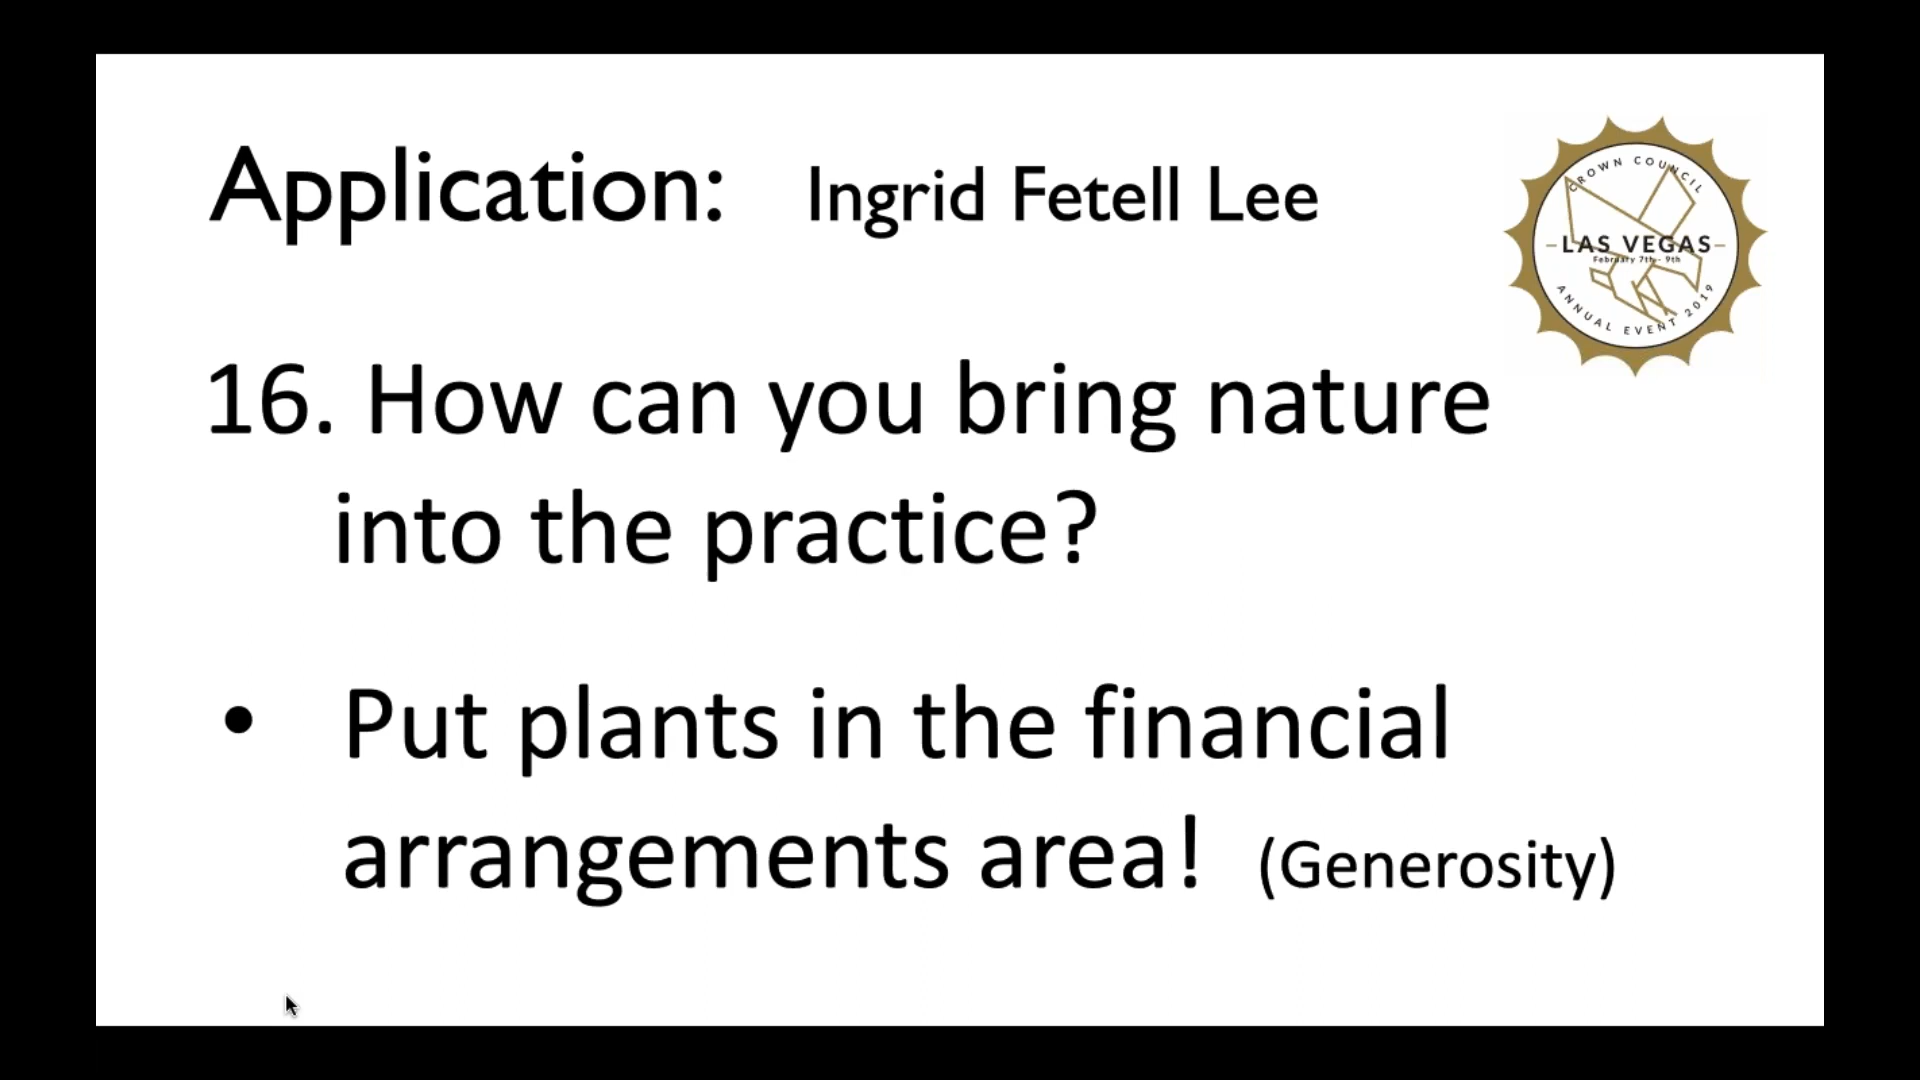 Application: Ingrid Fetell Lee
CROWN COUNCIL
-LAS VEGAS-
February 7th - 9th
ANNUAL EVENT 2019
16. How can you bring nature
into the practice?
• Put plants in the financial
arrangements area! (Generosity)